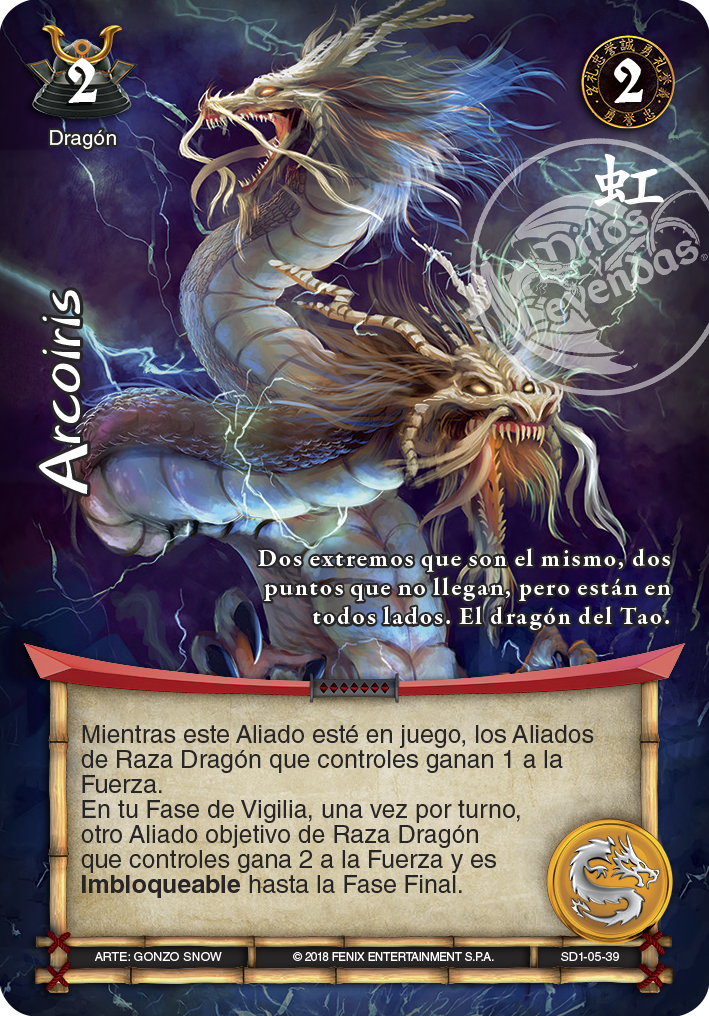 2
Dragón
2
虹
Mitos
Leyendas
Arcoiris
Dos extremos que son el mismo, dos
puntos que no llegan, pero están en
todos lados. El dragón del Tao.
Mientras este Aliado esté en juego, los Aliados
de Raza Dragón que controles ganan 1 a la
Fuerza.
En tu Fase de Vigilia, una vez por turno,
otro Aliado objetivo de Raza Dragón
que controles gana 2 a la Fuerza y es
Imbloqueable hasta la Fase Final.
ARTE: GONZO SNOW
© 2018 FENIX ENTERTAINMENT S.P.A.
SD1-05-39